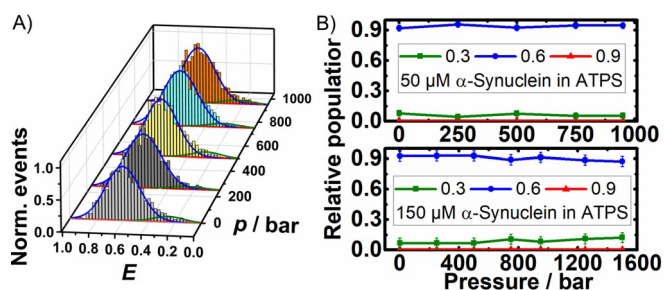 A)
Norm. events
1.0
0.5
0.0
1.0 0.8 0.6 0.4 0.2 0.0
E
0
200
400
600
800
1000
p / bar
B)
Relative population
0.9
0.6
0.3
0.0
0.3 0.6 0.9
50 µM α-Synuclein in ATPS
0 250 500 750 1000
0.9
0.6
0.3
0.0
0.3 0.6 0.9
150 µM α-Synuclein in ATPS
0 400 800 1200 1600
Pressure / bar